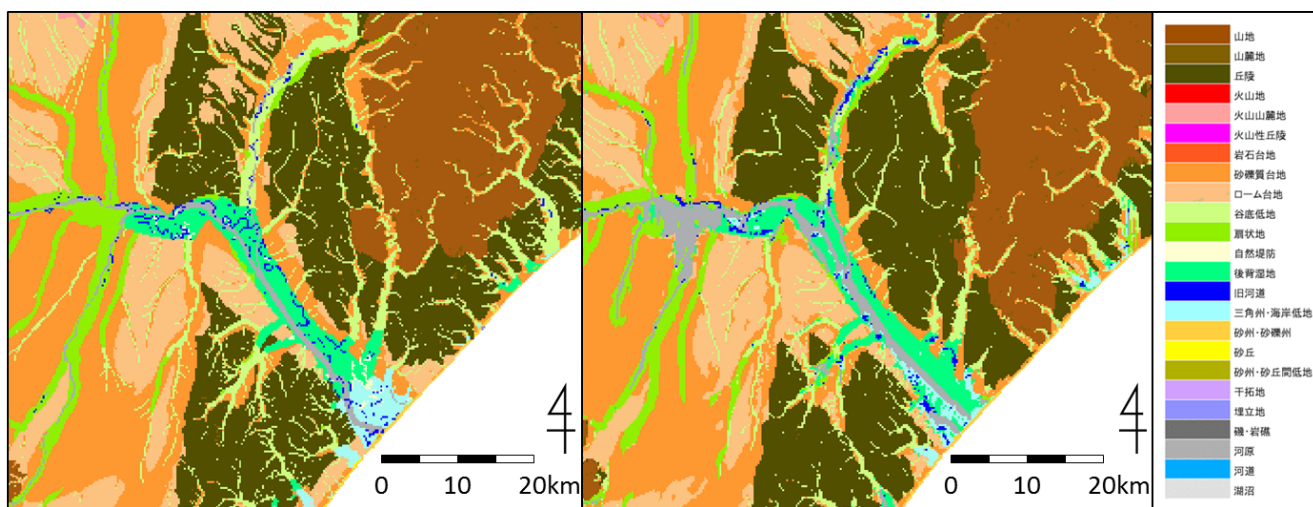 0 10 20km
0 10 20km
山地
山麓地
丘陵
火山地
火山山麓地
火山性丘陵
岩石台地
砂礫質台地
ローム台地
谷底低地
扇状地
自然堤防
後背湿地
旧河道
三角州・海岸低地
砂州・砂礫州
砂丘
砂州・砂丘間低地
干拓地
埋立地
磯・岩礁
河原
河道
湖沼